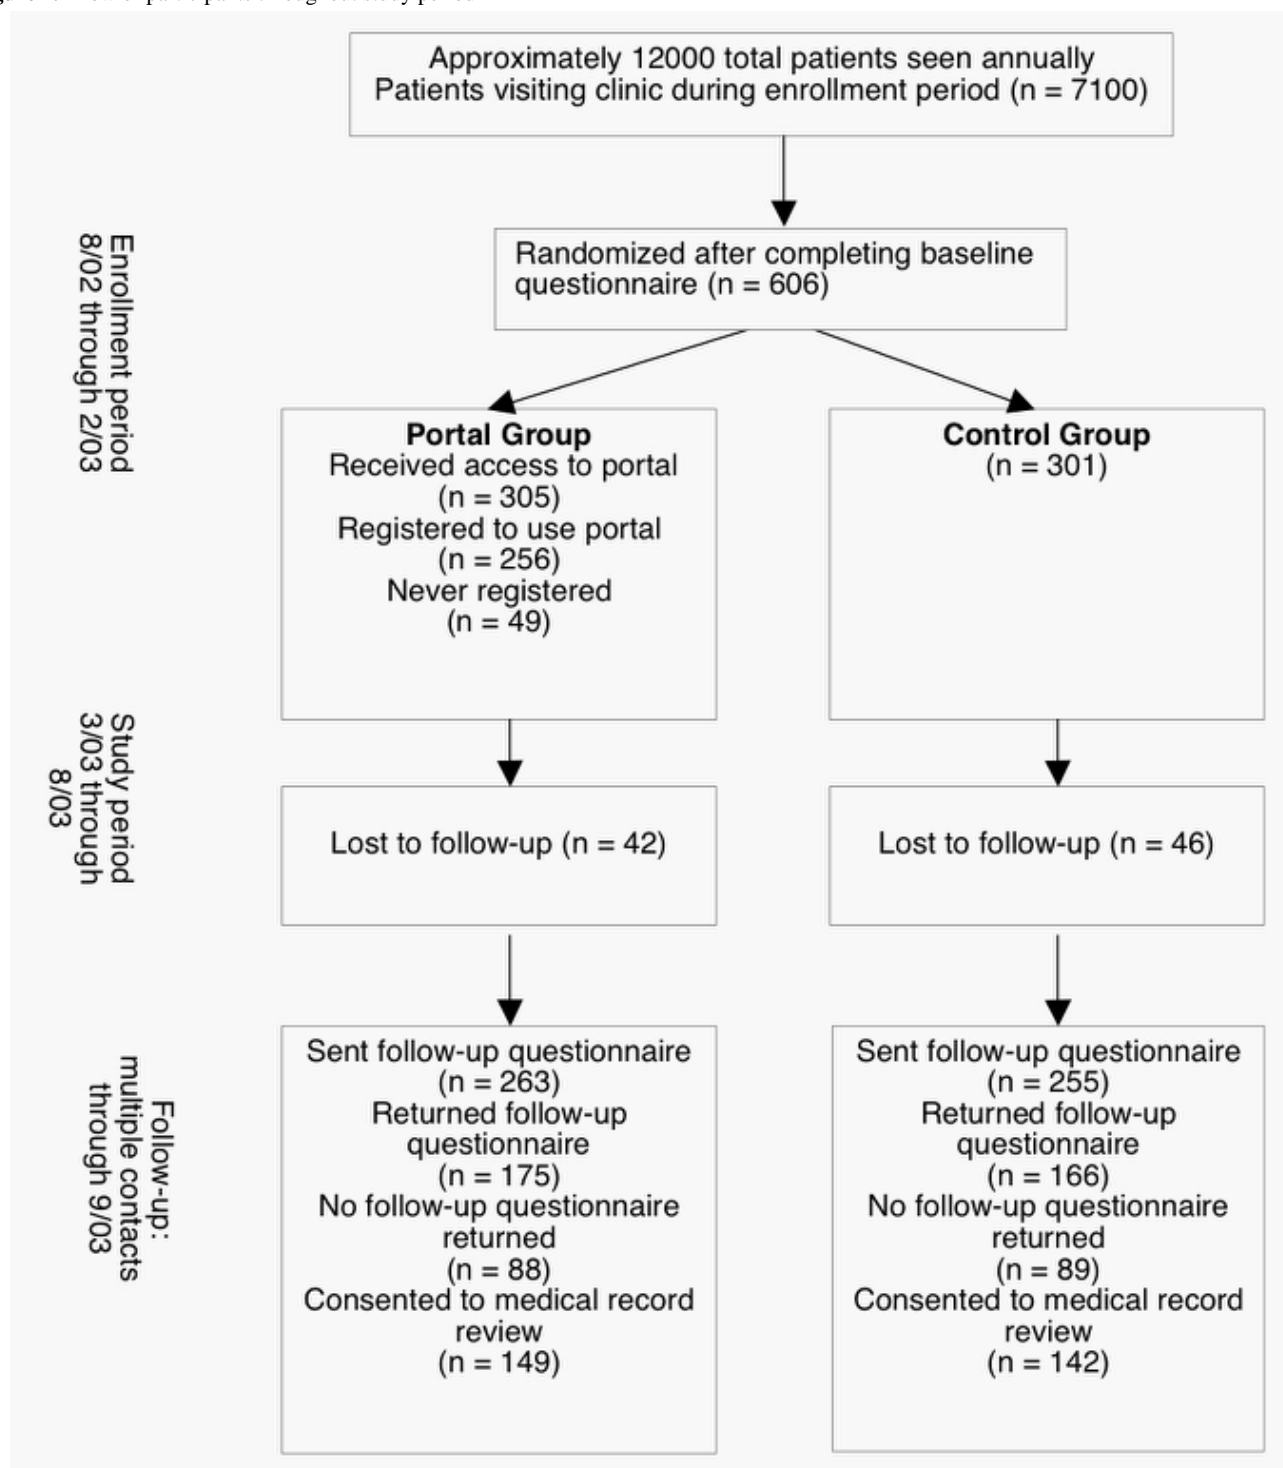 Approximately 12000 total patients seen annually
Patients visiting clinic during enrollment period (n = 7100)
Enrollment period
8/02 through 2/03
Randomized after completing baseline
questionnaire (n = 606)
Portal Group
Received access to portal
(n = 305)
Registered to use portal
(n = 256)
Never registered
(n = 49)
Control Group
(n = 301)
Study period
3/03 through
8/03
Lost to follow-up (n = 42)
Lost to follow-up (n = 46)
Follow-up:
multiple contacts
through 9/03
Sent follow-up questionnaire
(n = 263)
Returned follow-up
questionnaire
(n = 175)
No follow-up questionnaire
returned
(n = 88)
Consented to medical record
review
(n = 149)
Sent follow-up questionnaire
(n = 255)
Returned follow-up
questionnaire
(n = 166)
No follow-up questionnaire
returned
(n = 89)
Consented to medical record
review
(n = 142)